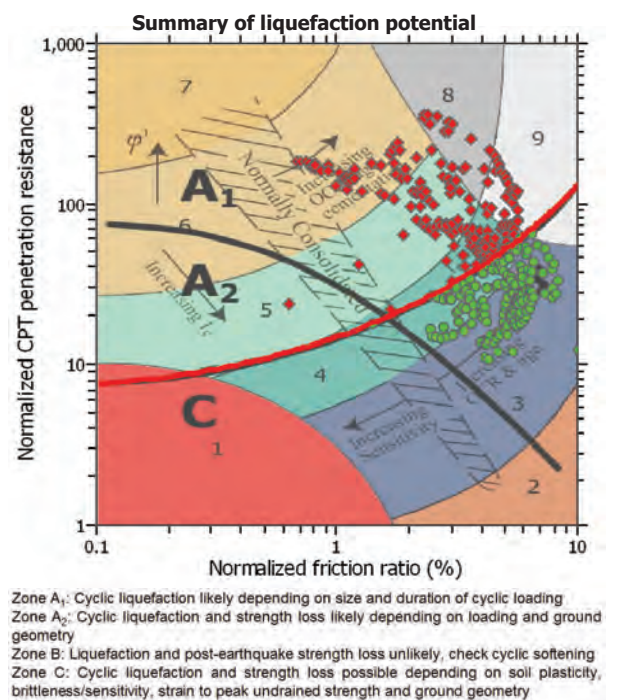 Summary of liquefaction potential
1,000
7
8
9
φ'
Increasing
OCR
cementation
A1
Normally Consolidated
100
6
A2
Increasing Ic
5
Normalized CPT penetration resistance
10
4
Increasing
OCR & age
C
3
Increasing
Sensitivity
1
2
1
0.1
1
10
Normalized friction ratio (%)
Zone A1: Cyclic liquefaction likely depending on size and duration of cyclic loading
Zone A2: Cyclic liquefaction and strength loss likely depending on loading and ground
geometry
Zone B: Liquefaction and post-earthquake strength loss unlikely, check cyclic softening
Zone C: Cyclic liquefaction and strength loss possible depending on soil plasticity,
brittleness/sensitivity, strain to peak undrained strength and ground geometry